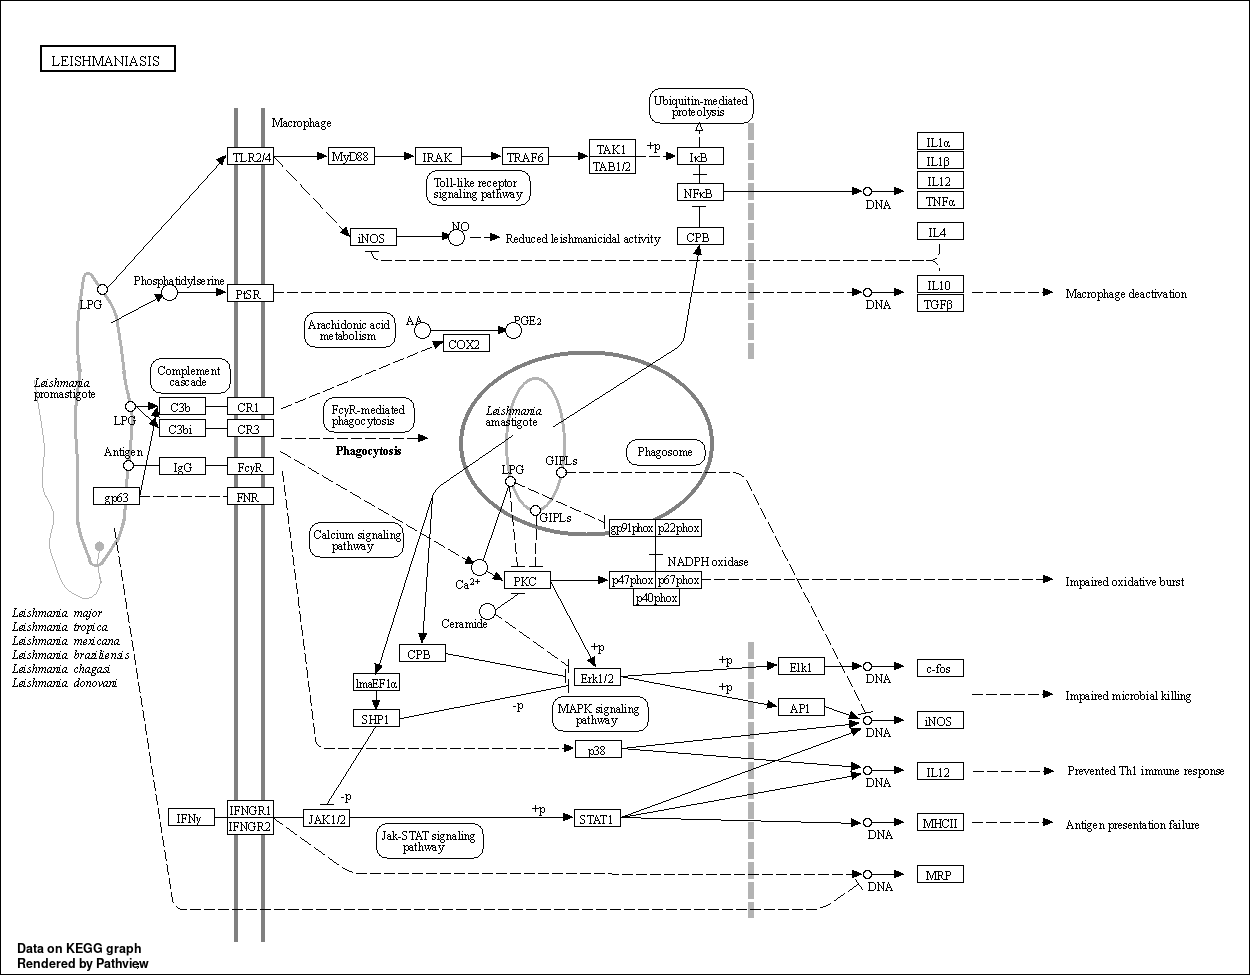 LEISHMANIASIS
Ubiquitin-mediated
proteolysis
Macrophage
TLR2/4
MyD88
IRAK
TRAF6
TAK1
TAB1/2
+p
IκB
IL1α
IL1β
IL12
TNFα
Toll-like receptor
signaling pathway
NFκB
DNA
iNOS
NO
Reduced leishmanicidal activity
CPB
IL4
Phosphatidylserine
LPG
PtSR
DNA
IL10
TGFβ
Macrophage deactivation
Arachidonic acid
metabolism
AA
PGE2
COX2
Complement
cascade
Leishmania
promastigote
LPG
C3b
CR1
C3bi
CR3
FcγR-mediated
phagocytosis
Phagocytosis
Leishmania
amastigote
Phagosome
Antigen
IgG
FcγR
gp63
FNR
LPG
GIPLs
GIPLs
gp91phox
p22phox
Calcium signaling
pathway
NADPH oxidase
Ca2+
PKC
p47phox
p67phox
p40phox
Impaired oxidative burst
Ceramide
Leishmania major
Leishmania tropica
Leishmania mexicana
Leishmania braziliensis
Leishmania chagasi
Leishmania donovani
+p
CPB
lmaEF1α
Erk1/2
+p
+p
Elk1
DNA
c-fos
SHP1
-p
MAPK signaling
pathway
AP1
DNA
iNOS
Impaired microbial killing
p38
DNA
IL12
Prevented Th1 immune response
IFNγ
IFNGR1
IFNGR2
-p
JAK1/2
+p
STAT1
DNA
MHCII
Antigen presentation failure
Jak-STAT signaling
pathway
DNA
MRP
Data on KEGG graph
Rendered by Pathview